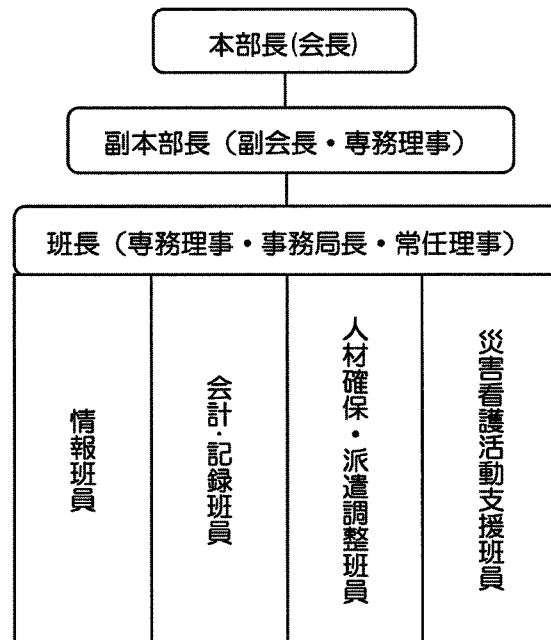 本部長(会長)
副本部長（副会長・専務理事）
班長（専務理事・事務局長・常任理事）
情報班員
会計・記録班員
人材確保・派遣調整班員
災害看護活動支援班員